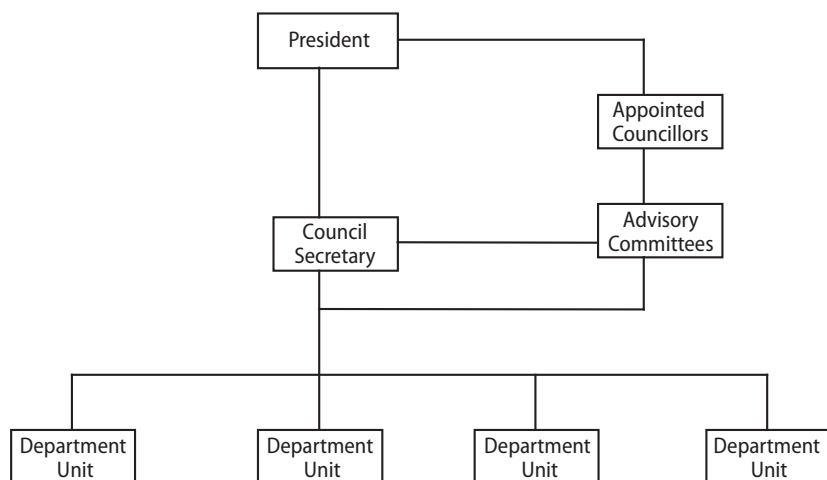 President
Appointed
Councillors
Council
Secretary
Advisory
Committees
Department
Unit
Department
Unit
Department
Unit
Department
Unit